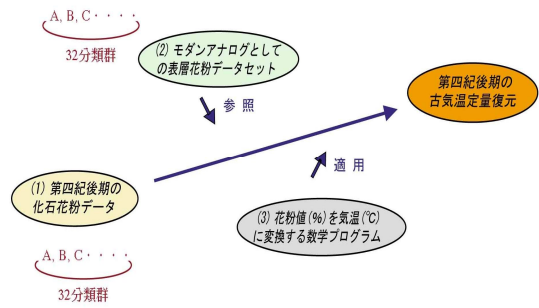 A, B, C・・・・
32分類群
(2) モダンアナログとして
の表層花粉データセット
参 照
第四紀後期の
古気温定量復元
適 用
(1) 第四紀後期の
化石花粉データ
(3) 花粉値(%)を気温(℃)
に変換する数学プログラム
A, B, C・・・・
32分類群